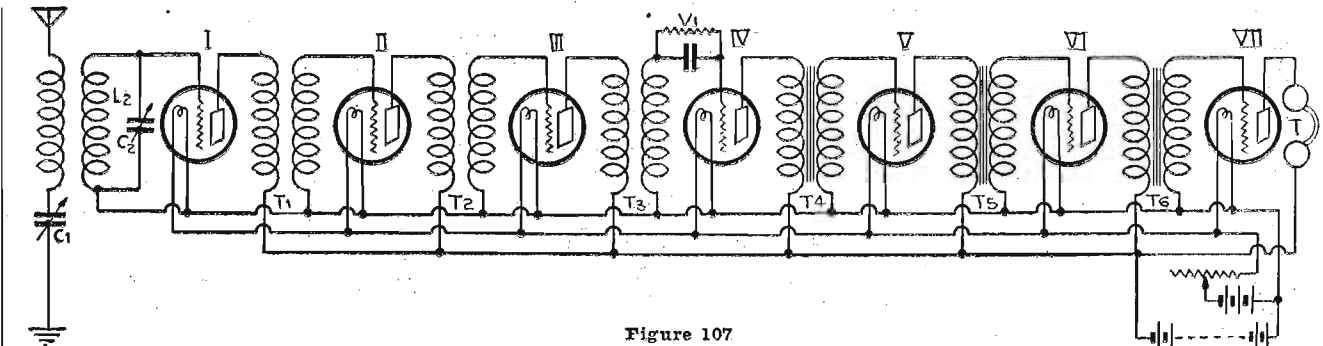 V1
I II III IV V VI VII
L2
C2
T
T1 T2 T3 T4 T5 T6
C1
Figure 107